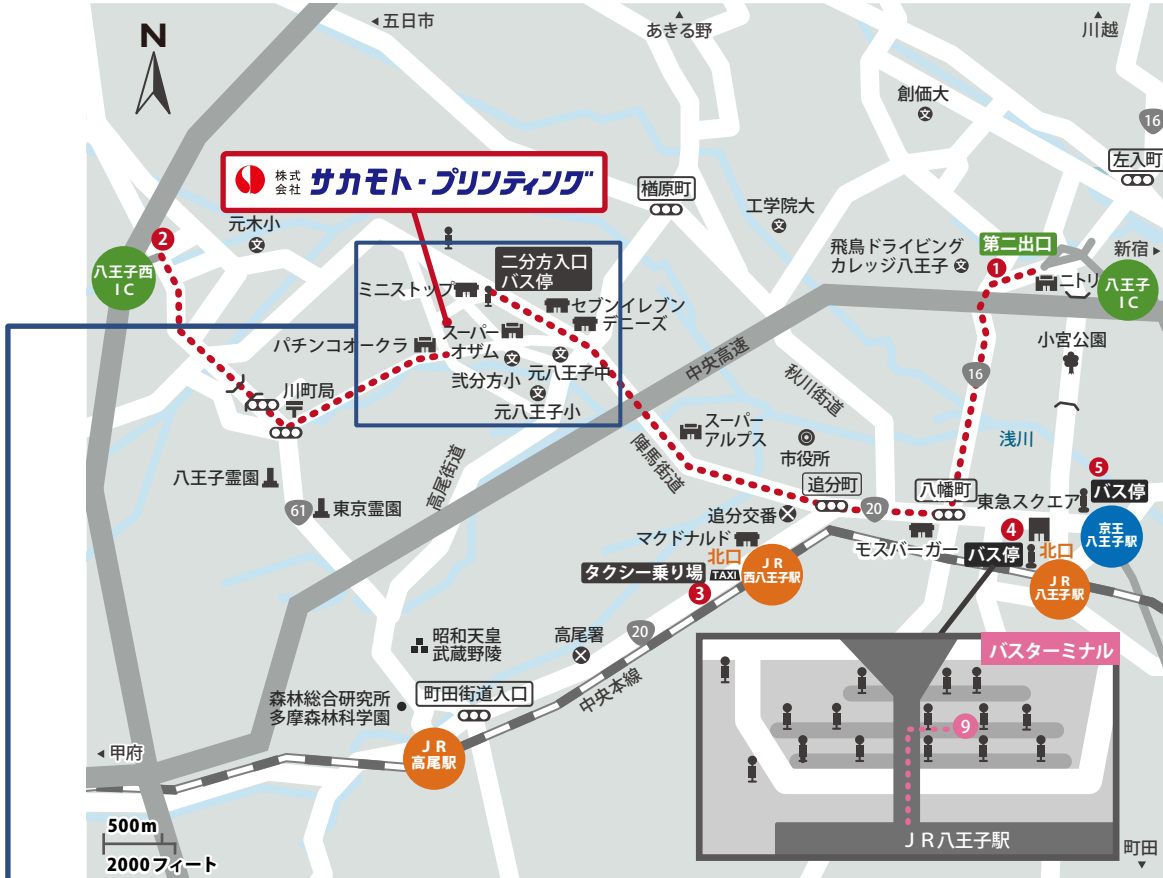 五日市
あきる野
川越
N
創価大
16
左入町
株式
会社
サカモト・プリンティング
楢原町
工学院大
元木小
2
飛鳥ドライビング
カレッジ八王子
第二出口
1
新宿
八王子西
IC
二分方入口
バス停
ミニストップ
ニトリ
八王子
IC
セブンイレブン
デニーズ
スーパー
オザム
パチンコオークラ
小宮公園
中央高速
弐分方小
元八王子中
元八王子小
秋川街道
16
川町局
スーパー
アルプス
陣馬街道
市役所
浅川
高尾街道
八王子霊園
61
東京霊園
追分町
八幡町
5
バス停
東急スクエア
20
追分交番
マクドナルド
北口
モスバーガー
4
バス停
北口
京王
八王子駅
タクシー乗り場
TAXI
3
JR
西八王子駅
JR
八王子駅
昭和天皇
武蔵野陵
高尾署
20
バスターミナル
中央本線
森林総合研究所
多摩森林科学園
町田街道入口
9
甲府
JR
高尾駅
JR八王子駅
500m
2000フィート
町田